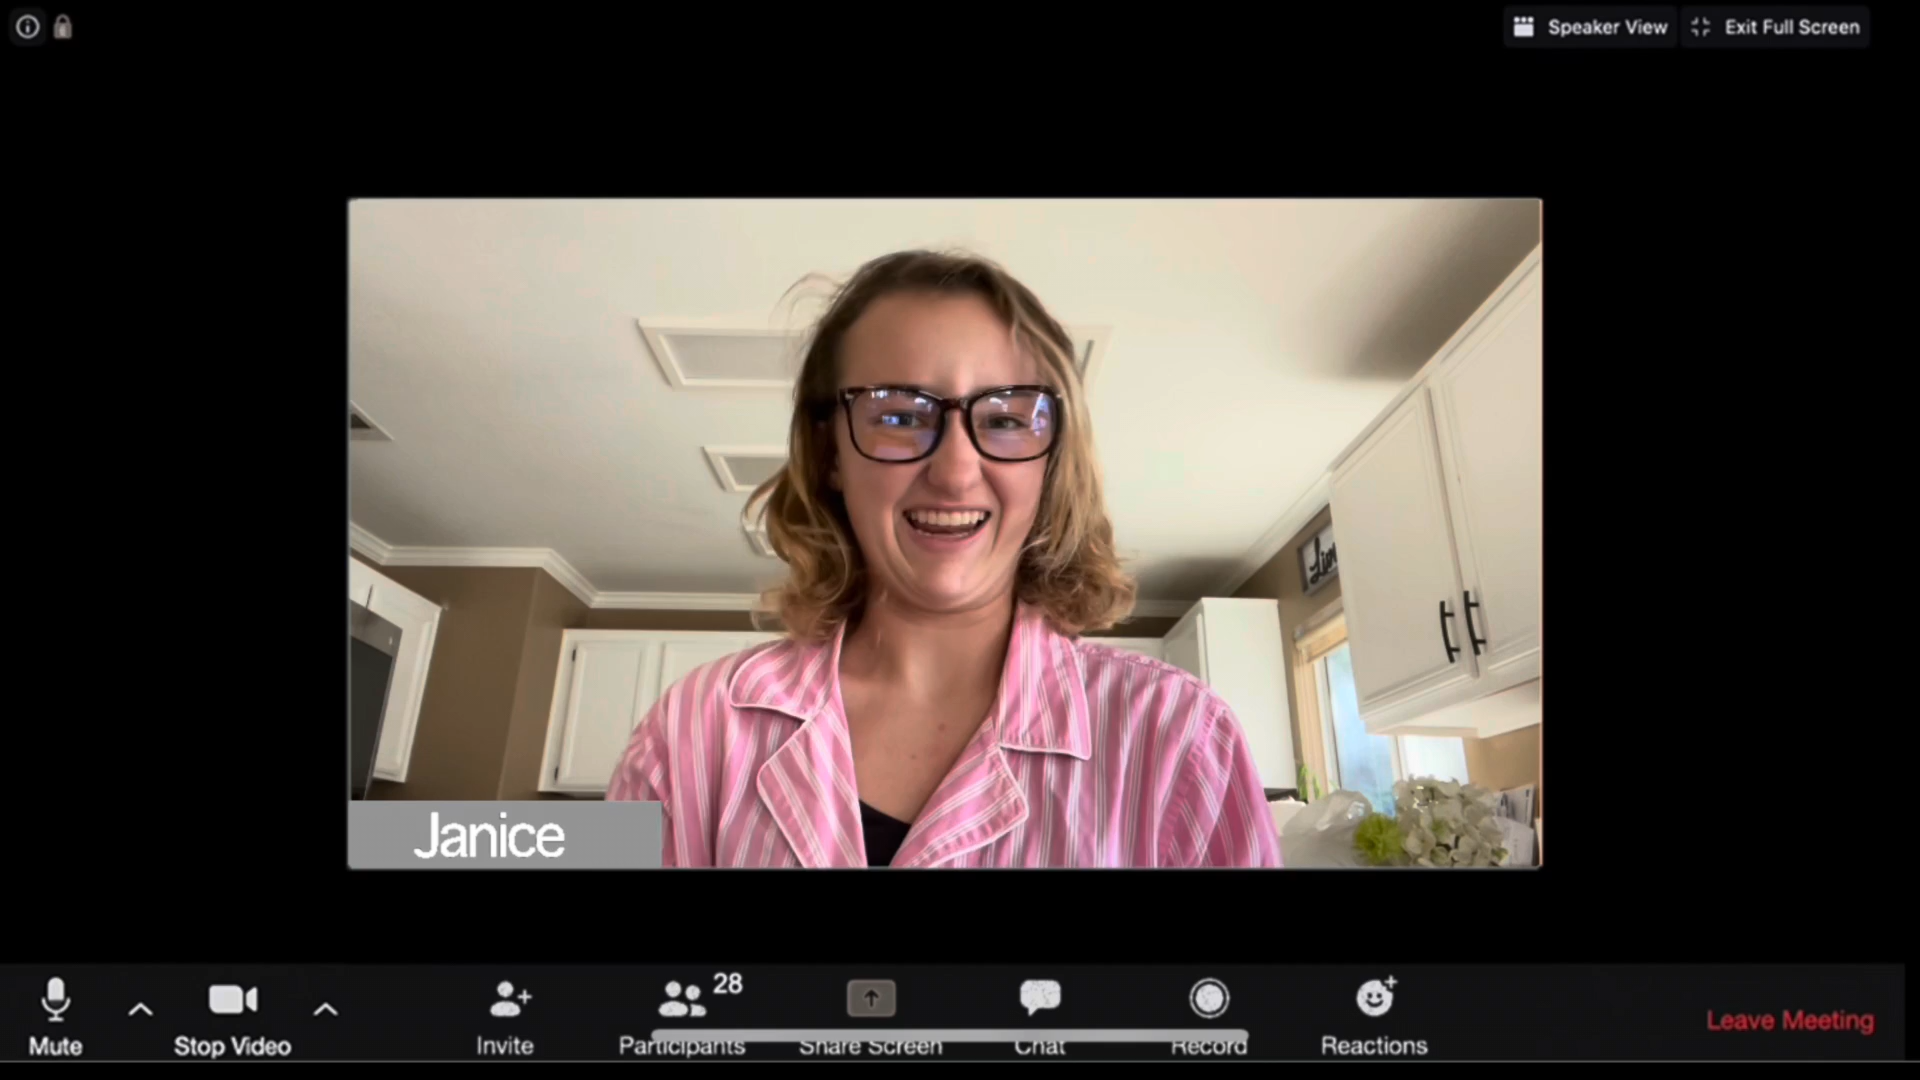 Speaker View
Exit Full Screen
Janice
28
Mute
Stop Video
Invite
Participants
Share Screen
Chat
Record
Reactions
Leave Meeting